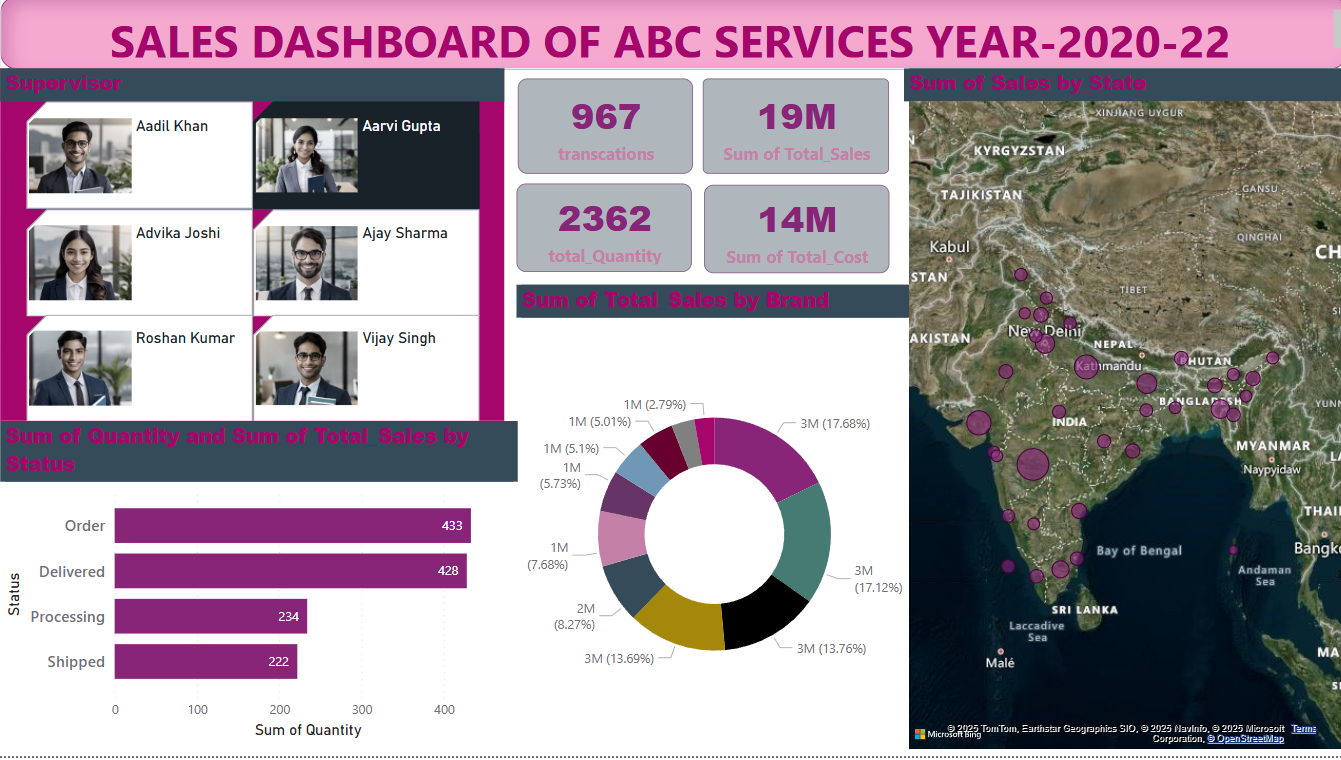 SALES DASHBOARD OF ABC SERVICES YEAR-2020-22
Supervisor
Aadil Khan
Aarvi Gupta
Advika Joshi
Ajay Sharma
Roshan Kumar
Vijay Singh
967
transcations
19M
Sum of Total_Sales
2362
total_Quantity
14M
Sum of Total_Cost
Sum of Quantity and Sum of Total Sales by
Status
Status
Order
433
Delivered
428
Processing
234
Shipped
222
0
100
200
300
400
Sum of Quantity
Sum of Total Sales by Brand
1M (2.79%)
1M (5.01%)
1M (5.1%)
1M
(5.73%)
1M
(7.68%)
2M
(8.27%)
3M (13.69%)
3M (13.76%)
3M
(17.12%)
3M (17.68%)
Sum of Sales by State
XINJIANG UYGUR
KYRGYZSTAN
TAJIKISTAN
GANSU
QINGHAI
Kabul
CH
STAN
TIBET
New Delhi
AKISTAN
NEPAL
Kathmandu
BHUTAN
BANGLADESH
YUNN
INDIA
MYANMAR
Naypyidaw
THAI
Bangko
Bay of Bengal
Andaman
Sea
SRI LANKA
Laccadive
Sea
Malé
MA
Microsoft Bing
© 2025 TomTom, Earthstar Geographics SIO, © 2025 NavInfo, © 2025 Microsoft Terms
Corporation, © OpenStreetMap